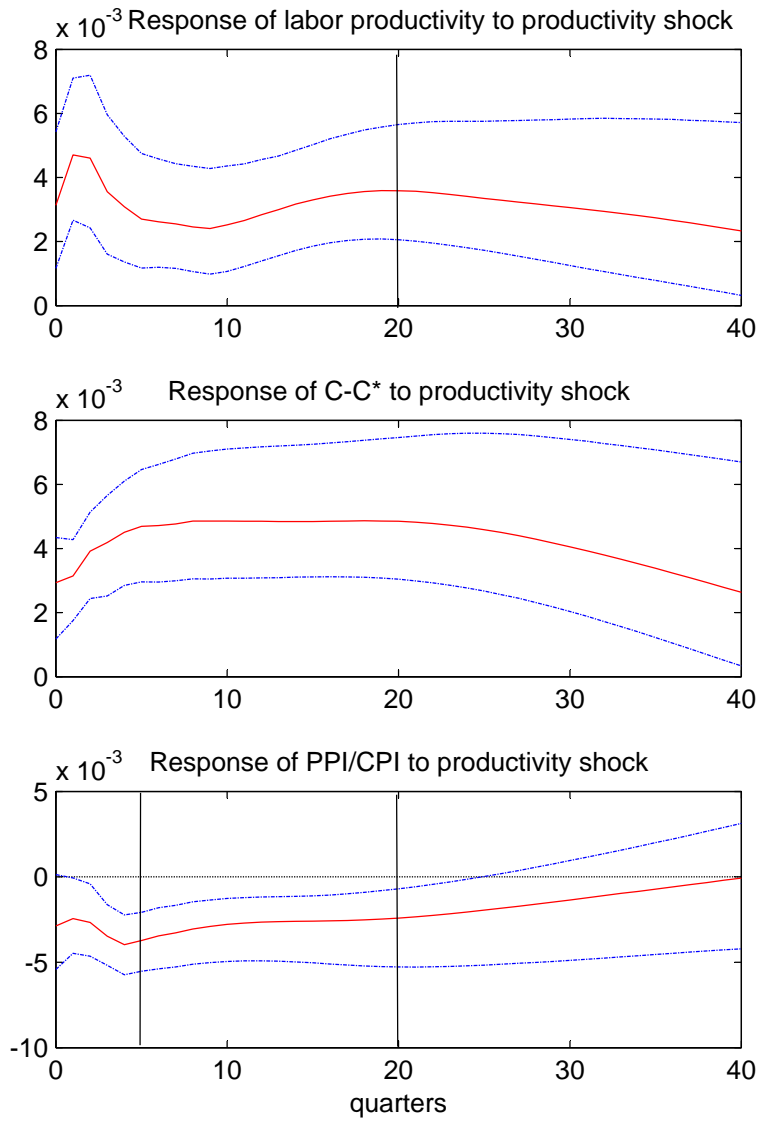 x 10-3 Response of labor productivity to productivity shock
8
6
4
2
0
0 10 20 30 40
x 10-3 Response of C-C* to productivity shock
8
6
4
2
0
0 10 20 30 40
x 10-3 Response of PPI/CPI to productivity shock
5
0
-5
-10
0 10 20 30 40
quarters